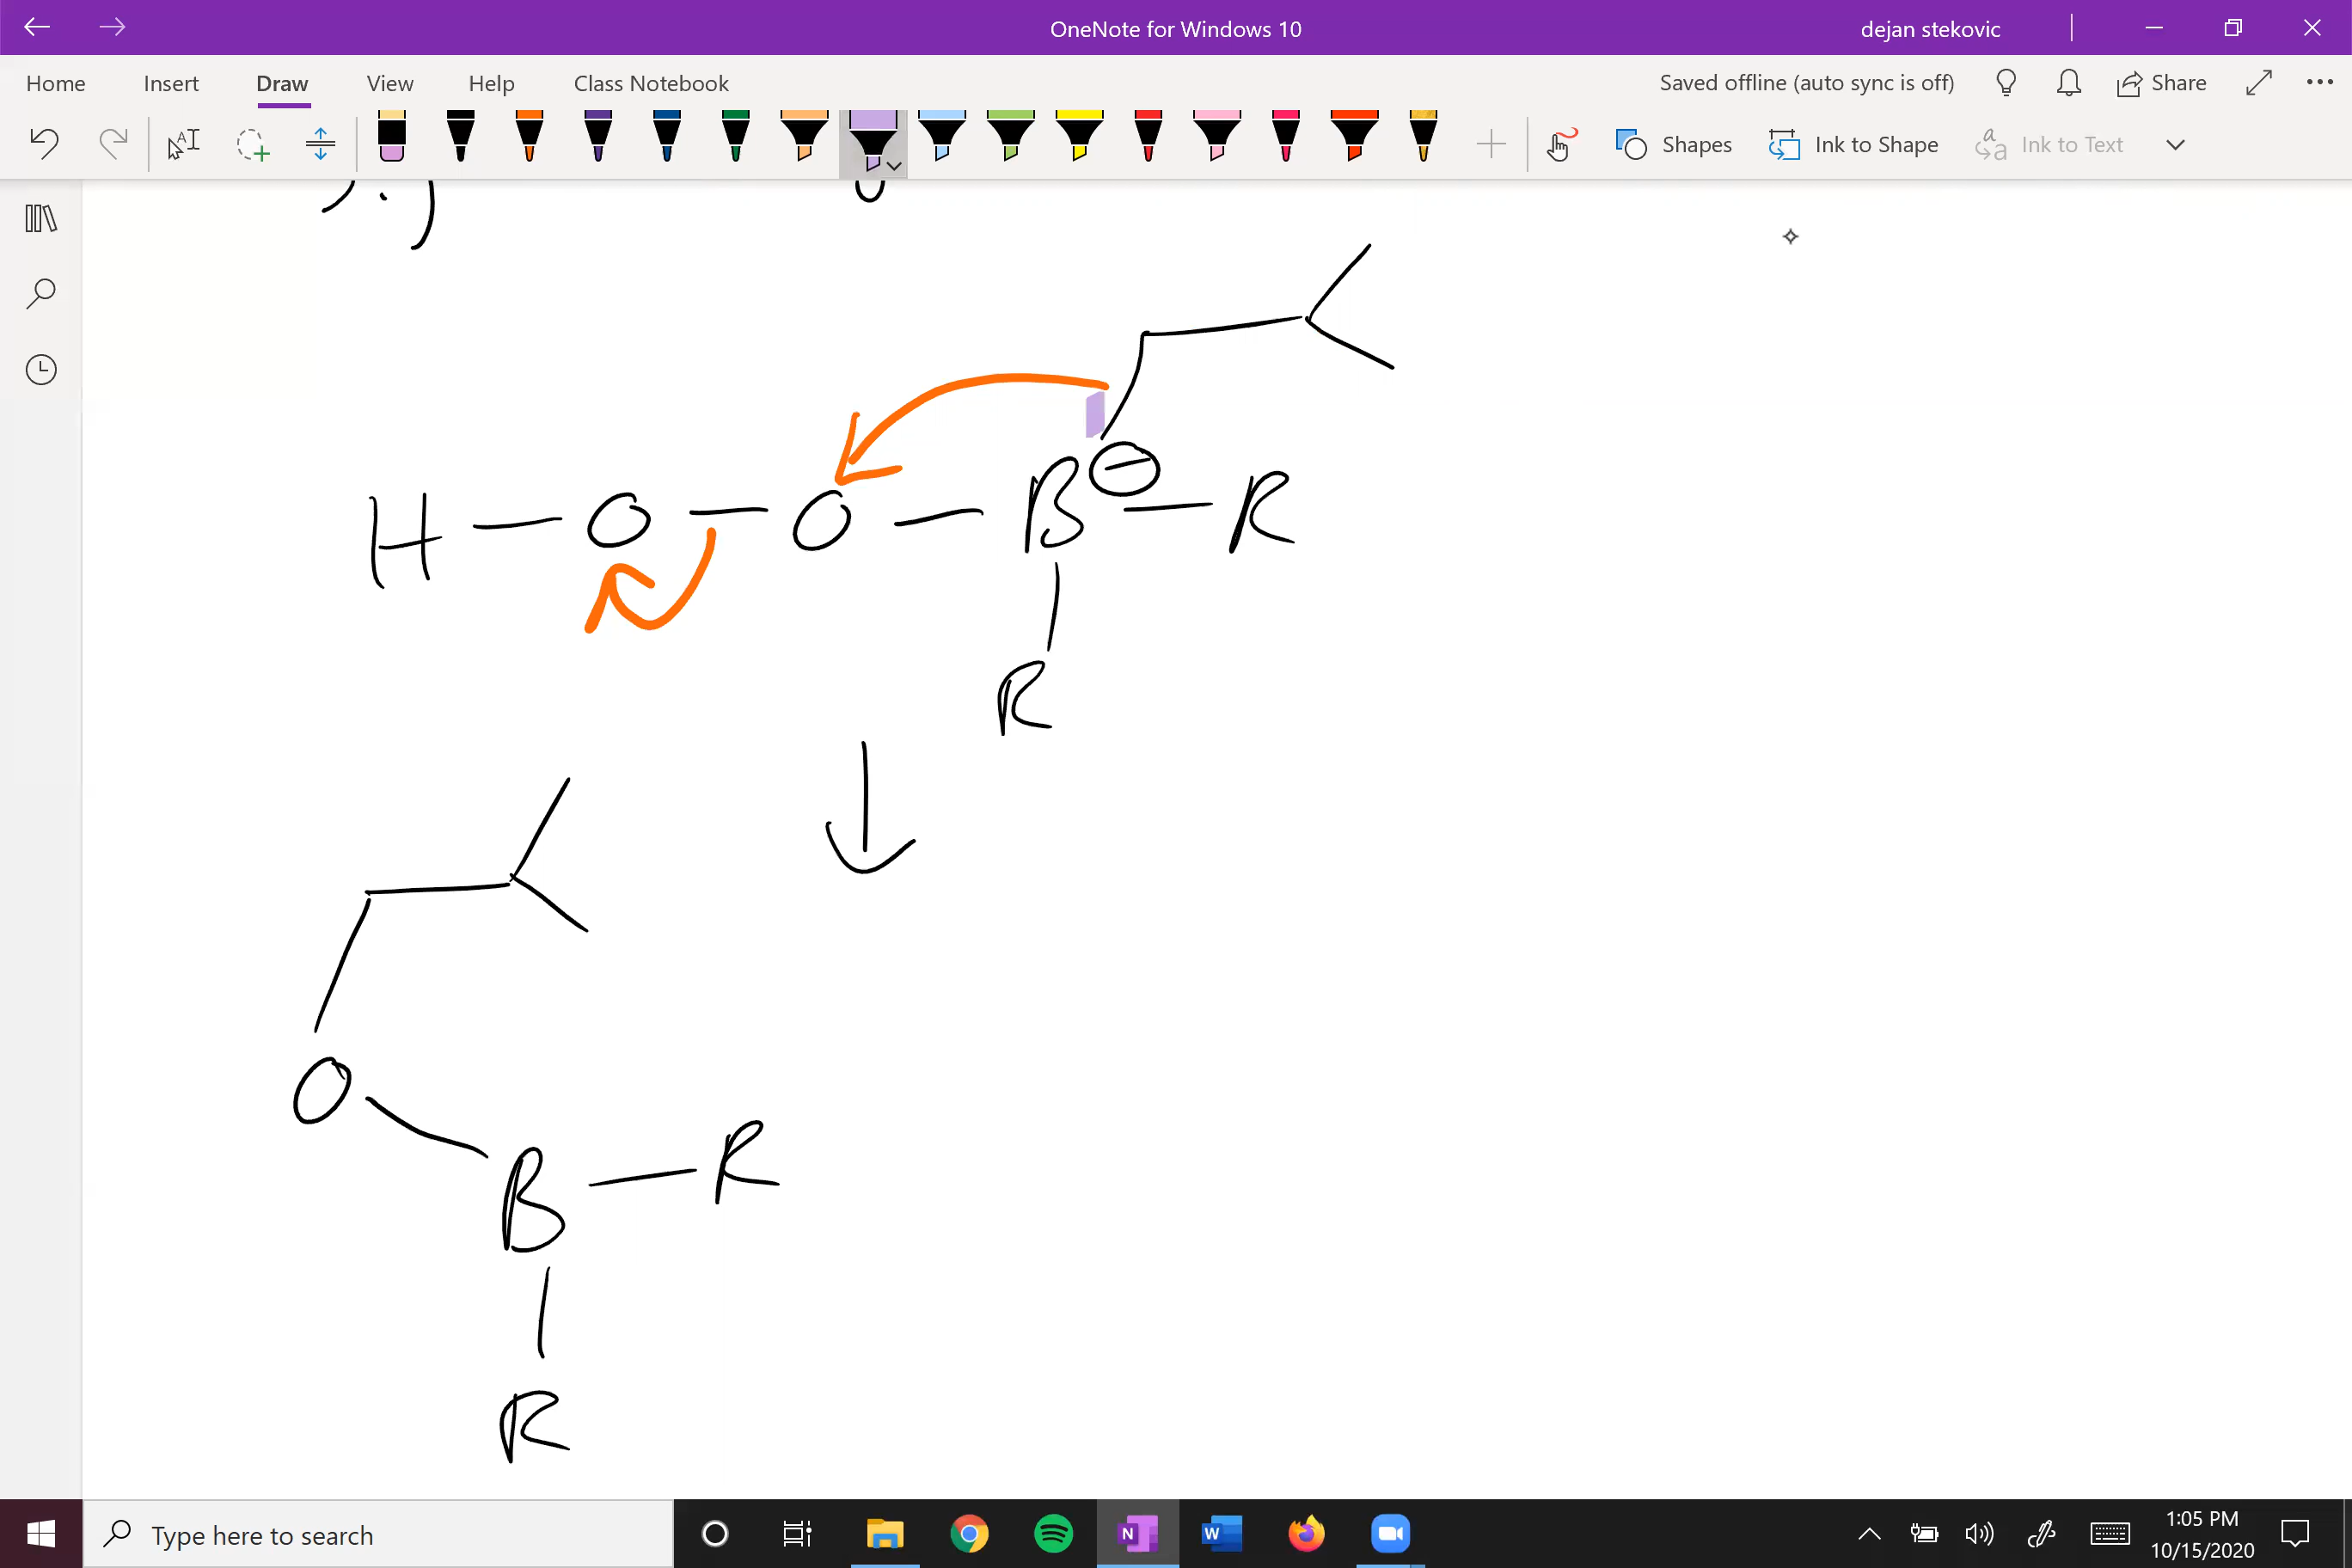 OneNote for Windows 10
dejan stekovic
Home Insert Draw View Help Class Notebook
Saved offline (auto sync is off) Share
Shapes Ink to Shape Ink to Text
H — O — O — B ⊖ — R
R
O
B — R
R
Type here to search
1:05 PM
10/15/2020